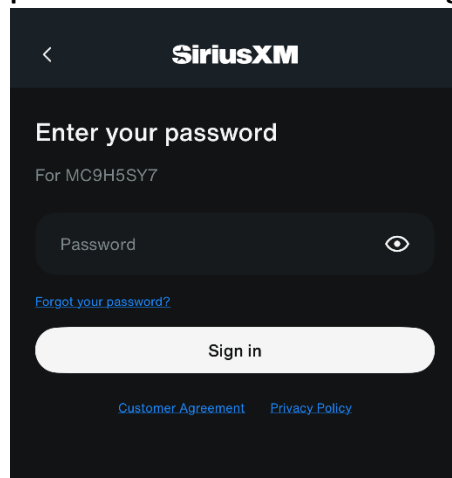 SiriusXM
Enter your password
For MC9H5SY7
Password
Forgot your password?
Sign in
Customer Agreement Privacy Policy